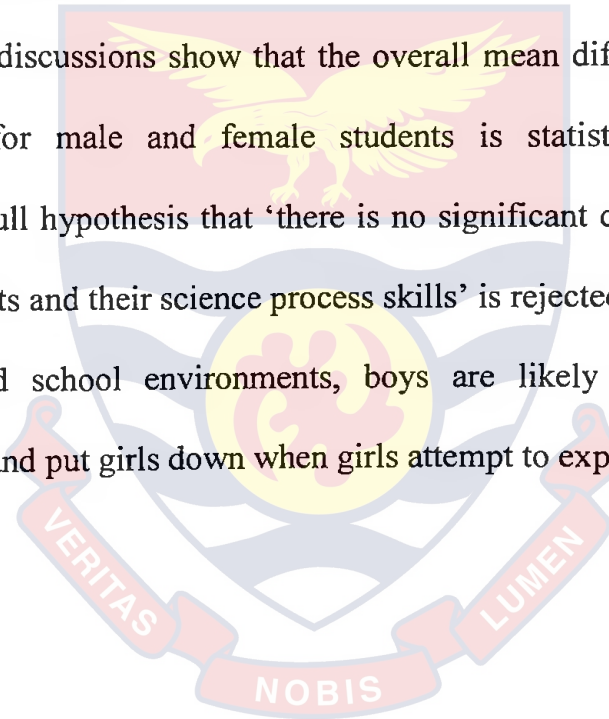 discussions show that the overall mean dif
for male and female students is statist
ull hypothesis that ‘there is no significant
ts and their science process skills’ is rejected
school environments, boys are likely
and put girls down when girls attempt to exp
VERITAS
NOBIS
LUMEN